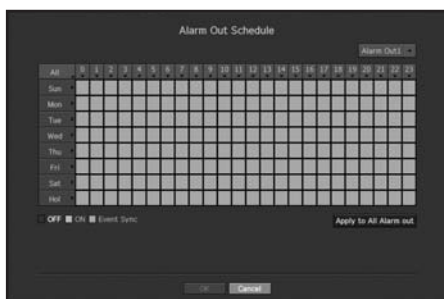 Alarm Out Schedule
Alarm Out1
All 0 1 2 3 4 5 6 7 8 9 10 11 12 13 14 15 16 17 18 19 20 21 22 23
Sun
Mon
Tue
Wed
Thu
Fri
Sat
Hol
OFF ON Event Sync
Apply to All Alarm out
OK Cancel